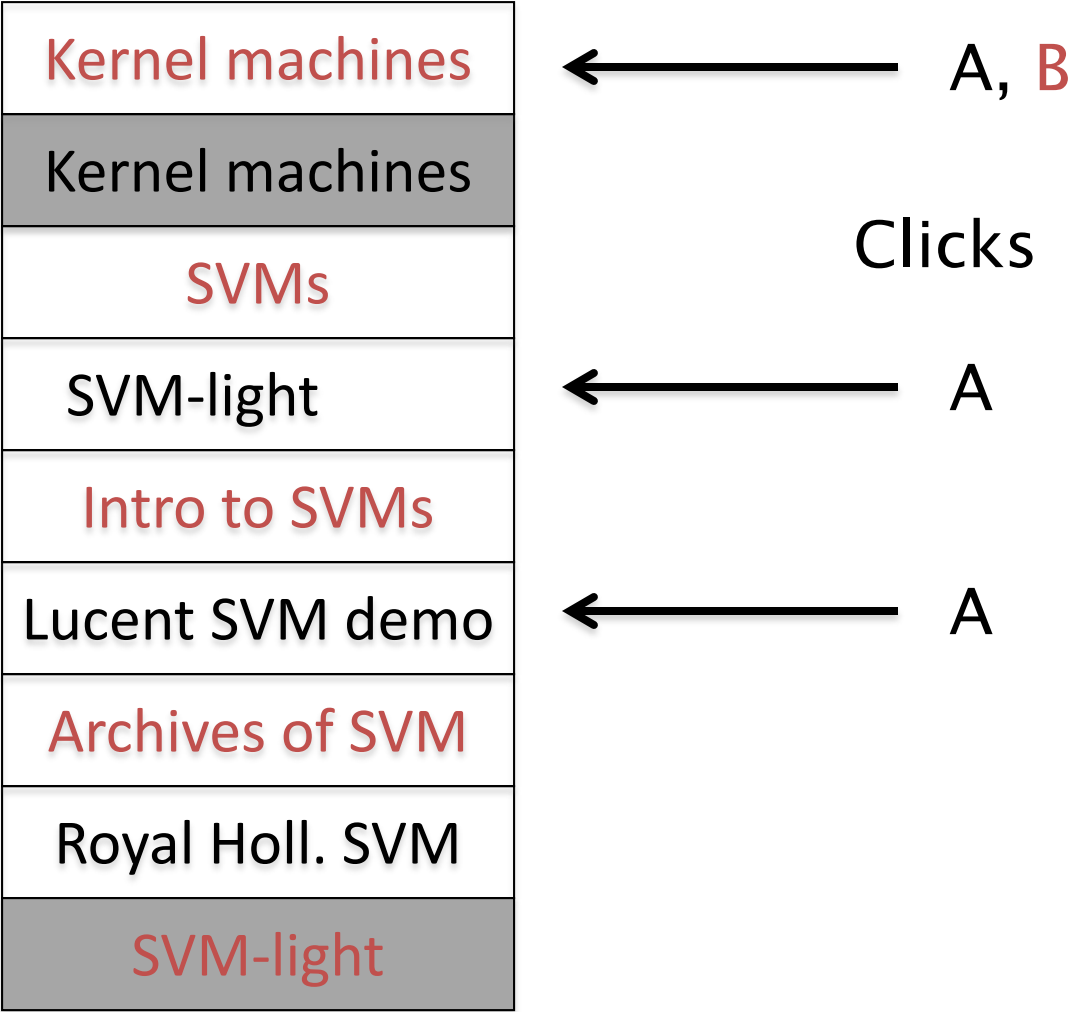 Kernel machines
A, B
Kernel machines
Clicks
SVMs
SVM-light
A
Intro to SVMs
Lucent SVM demo
A
Archives of SVM
Royal Holl. SVM
SVM-light